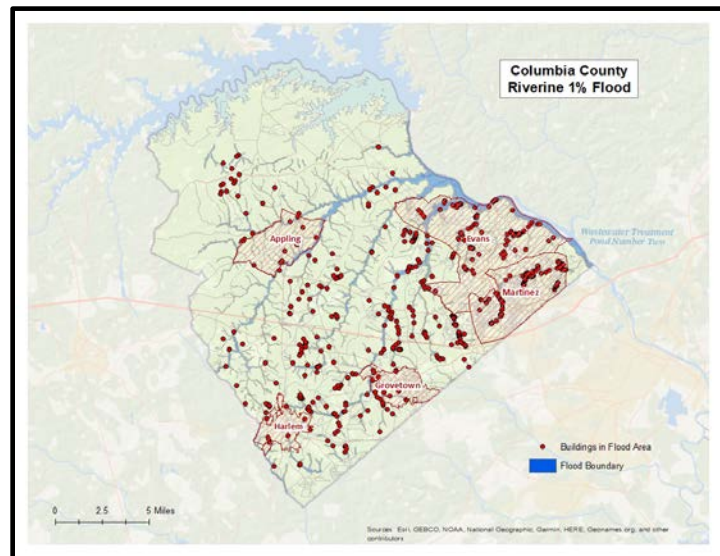 Columbia County
Riverine 1% Flood
Appling
Evans
Wastewater Treatment
Pond Number Two
Martinez
Grovetown
Harlem
Buildings in Flood Area
Flood Boundary
0 2.5 5 Miles
Sources: Esri, GEBCO, NOAA, National Geographic, Garmin, HERE, Geonames.org, and other
contributors